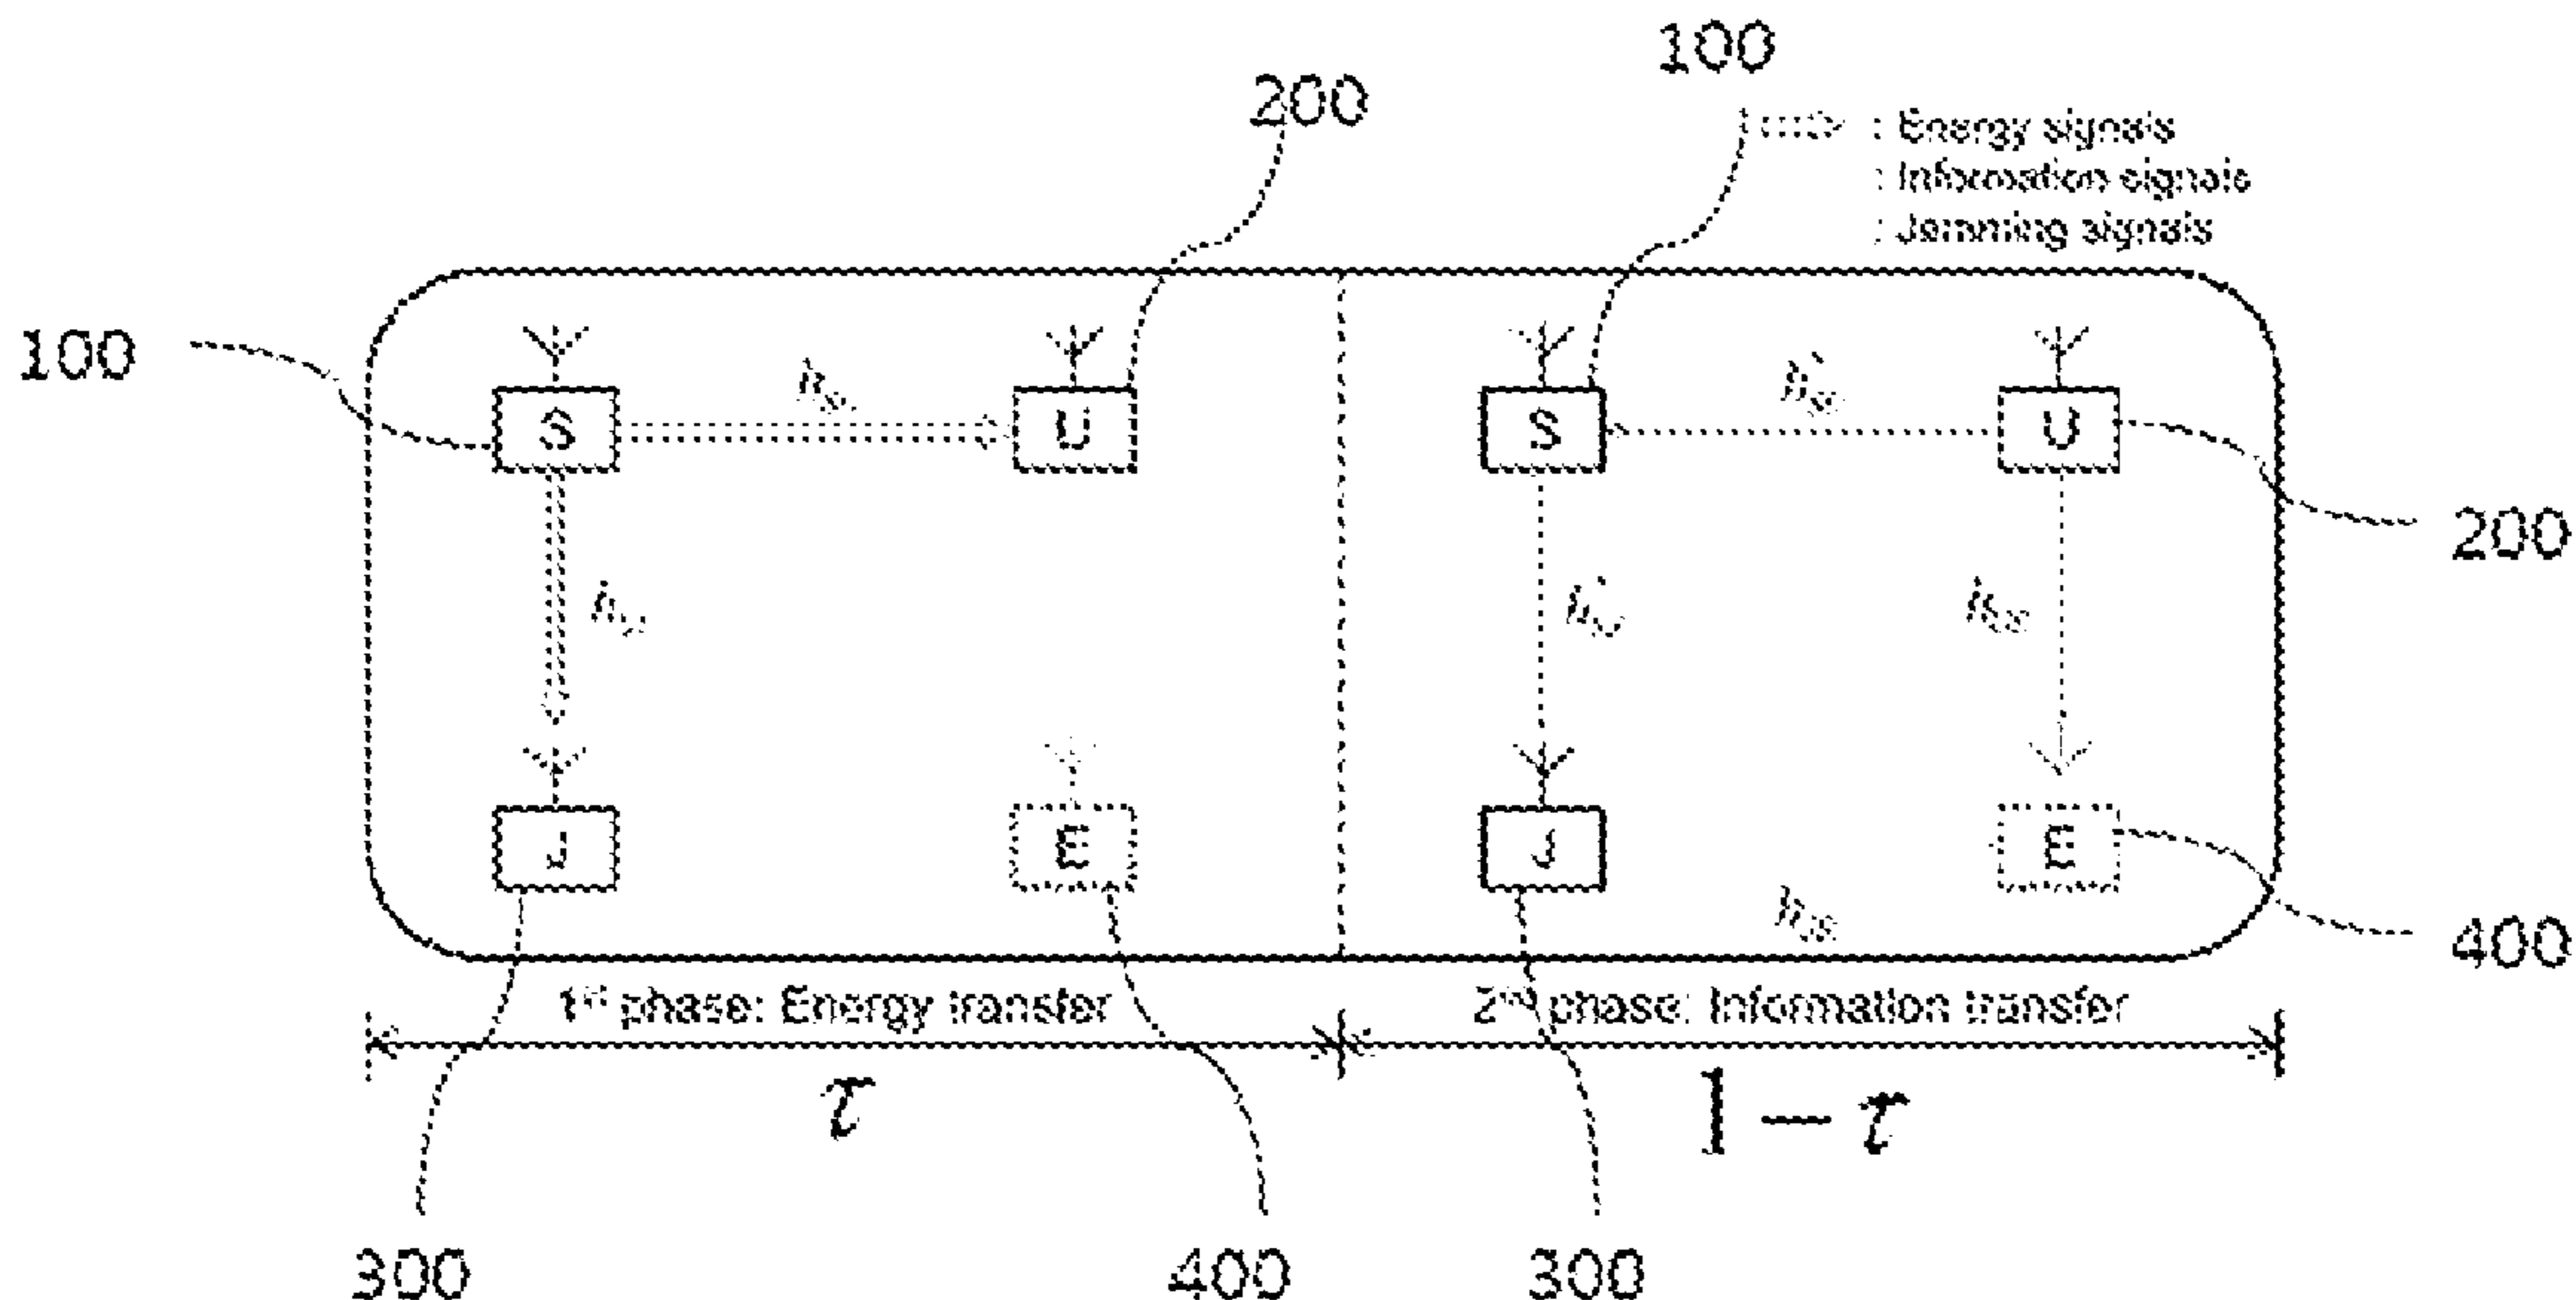 100
200
: Energy signals
: Information signals
: Jamming signals
100
S
U
S
U
200
J
E
J
E
400
1st phase: Energy transfer
2nd phase: Information transfer
τ
1 − τ
300
400
300